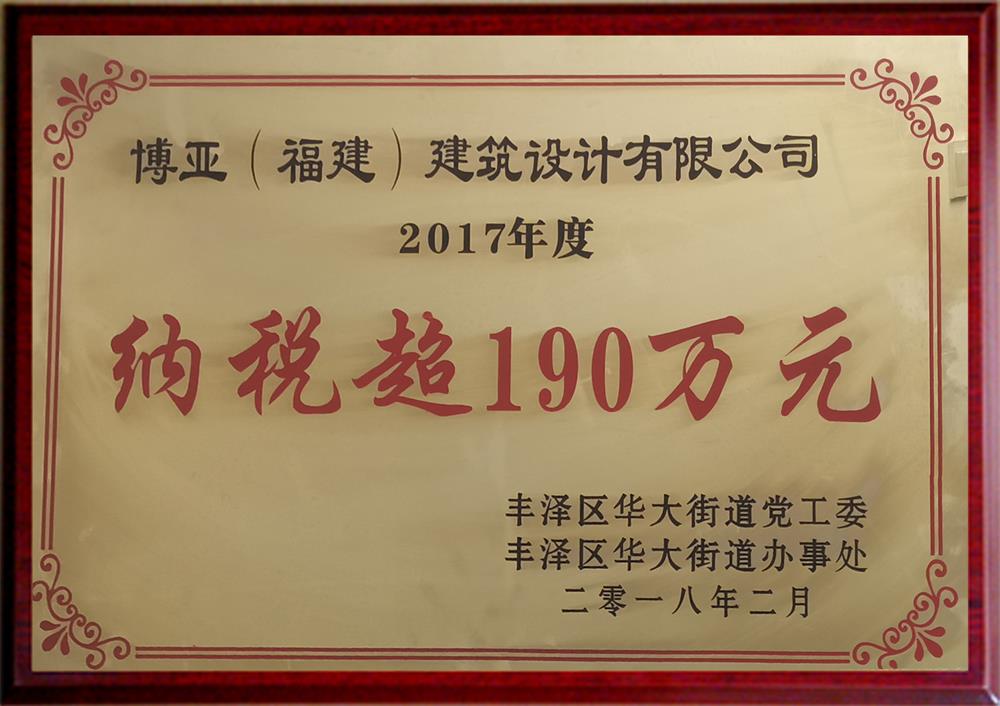 博亚（福建）建筑设计有限公司
2017年度
纳税超190万元
丰泽区华大街道党工委
丰泽区华大街道办事处
二零一八年二月